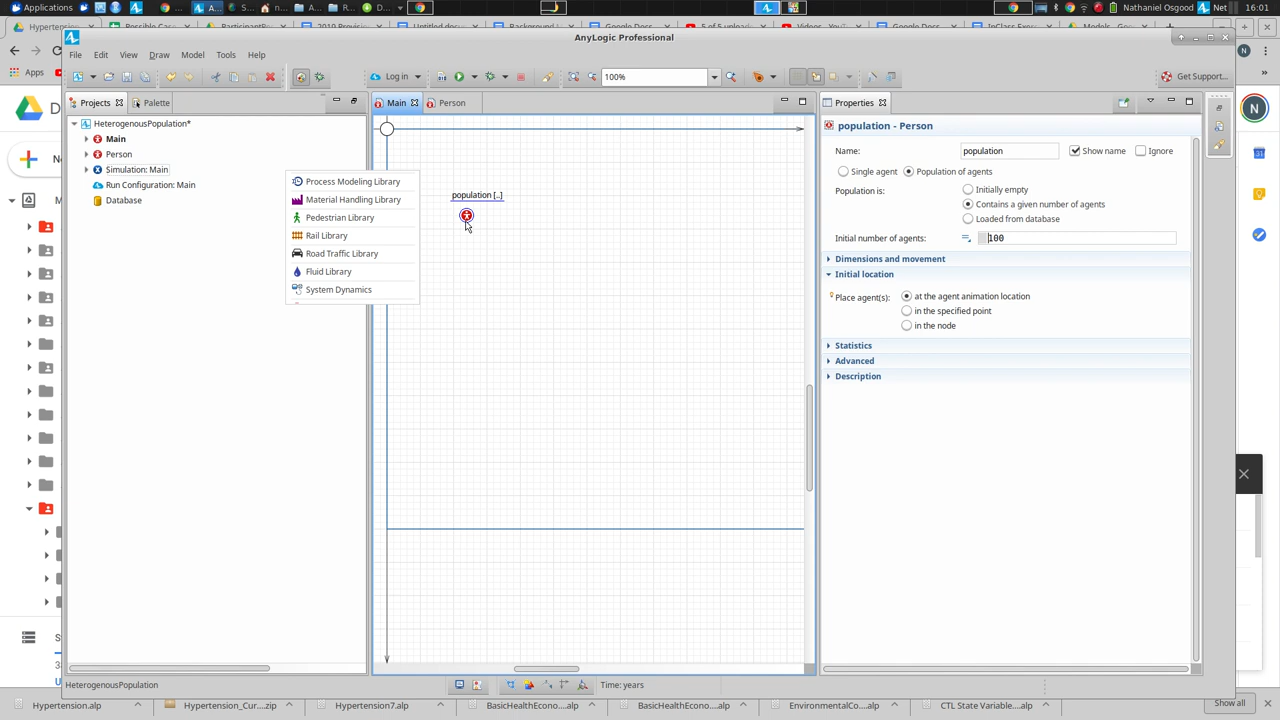 Applications
Nathaniel Osgood
Net
16:01
AnyLogic Professional
File Edit View Draw Model Tools Help
Log in
100%
Get Support...
Apps
Projects
Palette
Main
Person
Properties
HeterogenousPopulation*
Main
Person
Simulation: Main
Run Configuration: Main
Database
Process Modeling Library
Material Handling Library
Pedestrian Library
Rail Library
Road Traffic Library
Fluid Library
System Dynamics
population [..]
population - Person
Name:
population
Show name
Ignore
Single agent
Population of agents
Population is:
Initially empty
Contains a given number of agents
Loaded from database
Initial number of agents:
100
Dimensions and movement
Initial location
Place agent(s):
at the agent animation location
in the specified point
in the node
Statistics
Advanced
Description
HeterogenousPopulation
Time: years
Hypertension.alp
Hypertension_Cur....zip
Hypertension7.alp
BasicHealthEcono....alp
BasicHealthEcono....alp
EnvironmentalCo....alp
CTL State Variable....alp
Show all